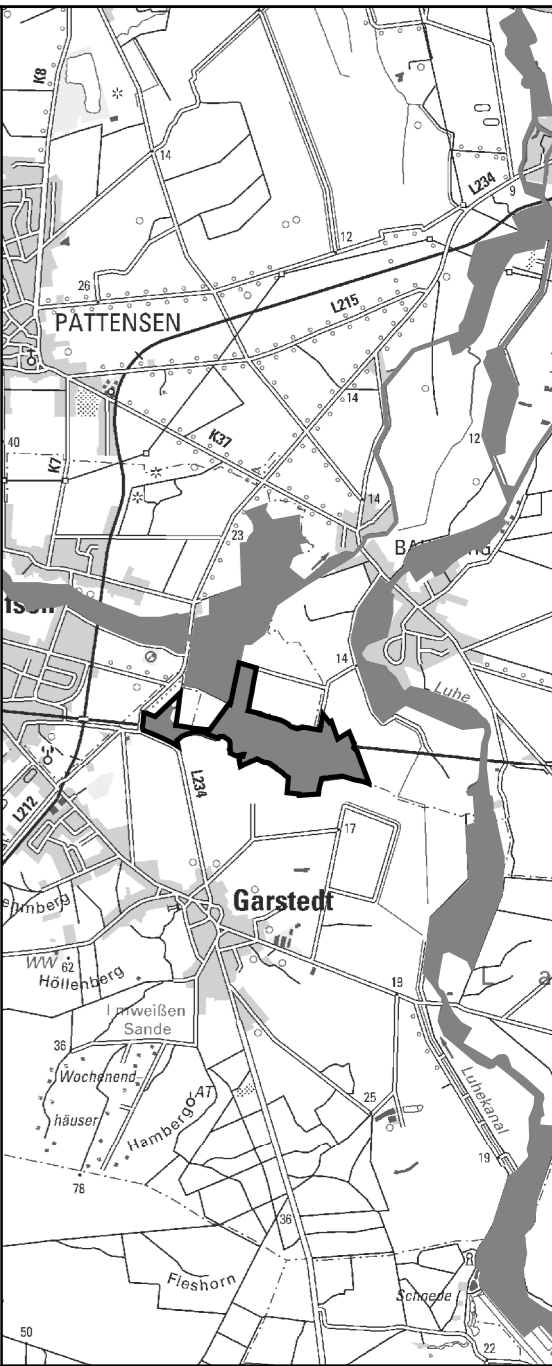 K8
14
L234
9
12
26
L215
PATTENSEN
14
K37
12
40
K7
14
23
14
Luhe
L234
L212
17
Garstedt
WW 62
Höllenberg
19
L a
Im weißen
Sande
36
Wochenend
häuser
AT
Hamberg
25
Luhekanal
19
78
36
Fleshorn
R
Schnede
50
22